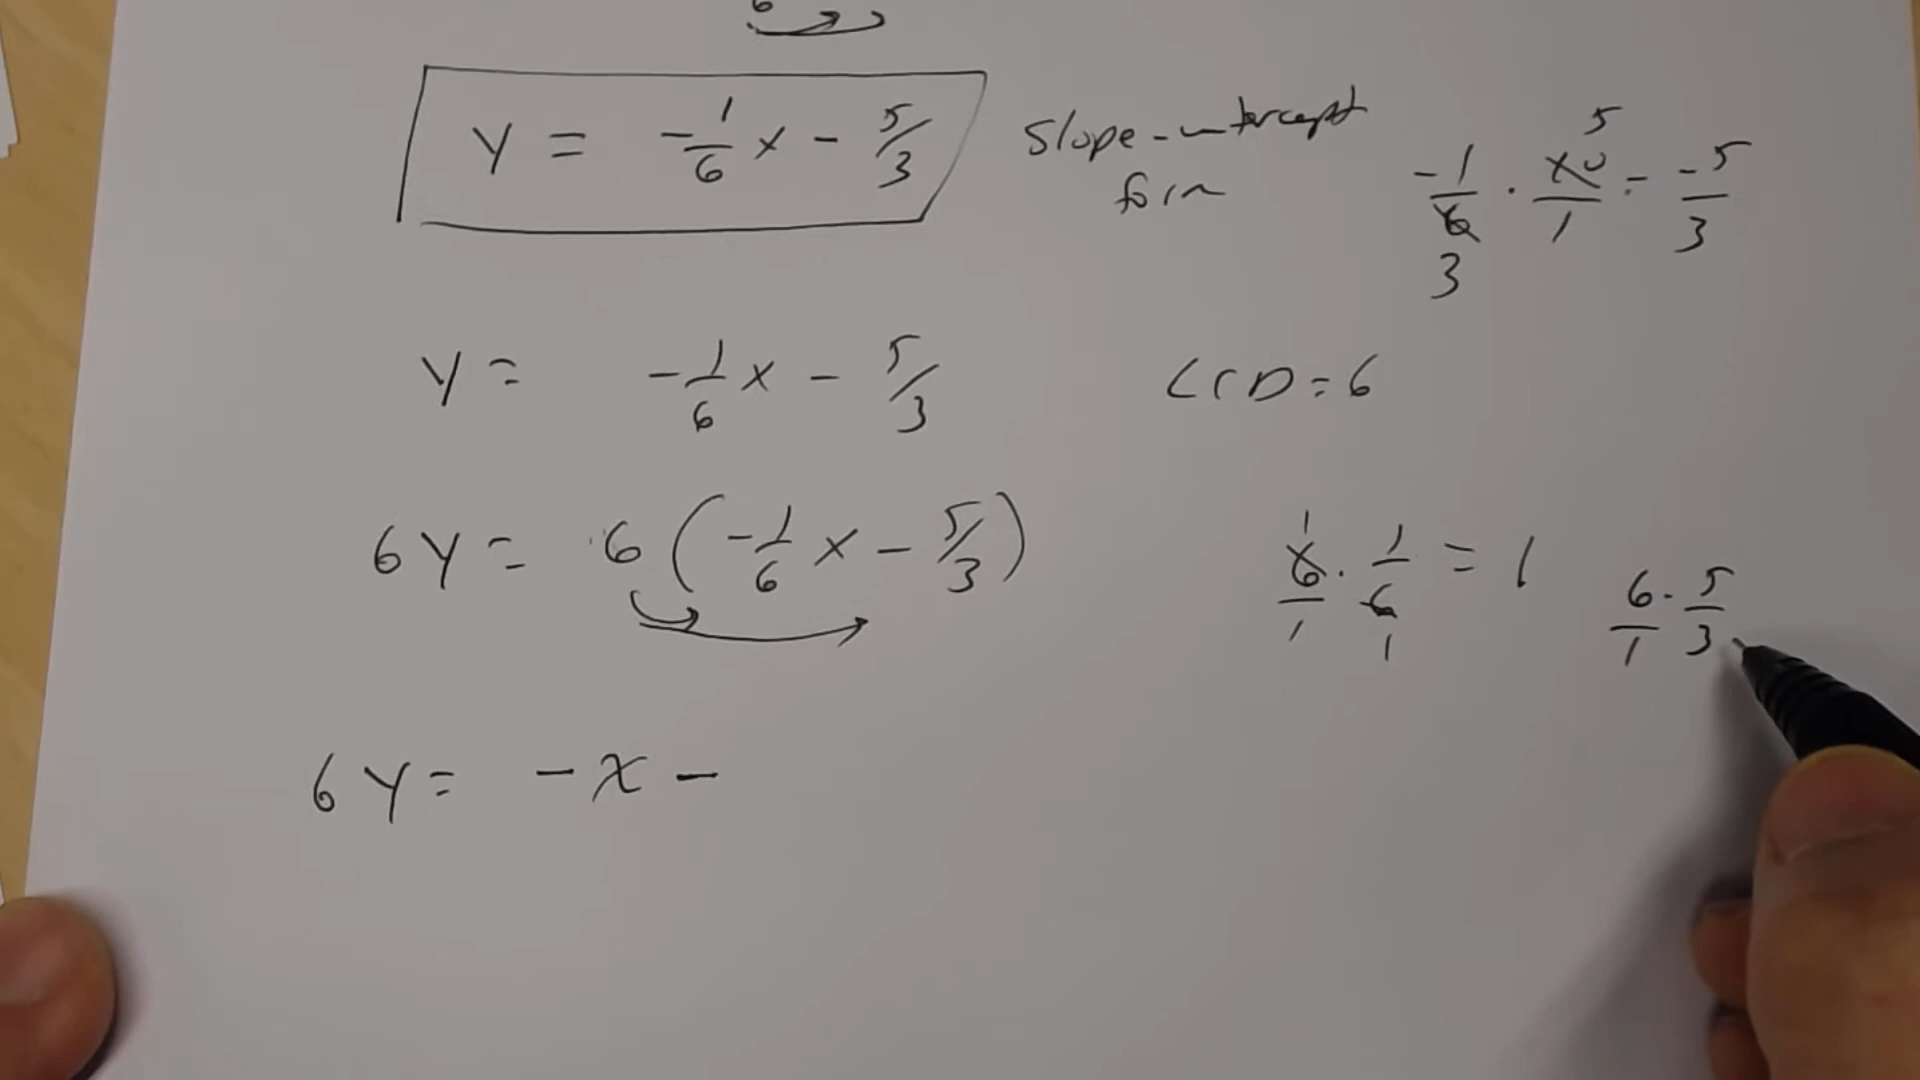 y = -1/6 x - 5/3
Slope-intercept
form
-1/6 · 10/1 = -5/3
5
3
y = -1/6 x - 5/3
LCD = 6
6y = 6(-1/6 x - 5/3)
6/1 · 1/6 = 1
1
1
6/1 · 5/3
6y = -x -